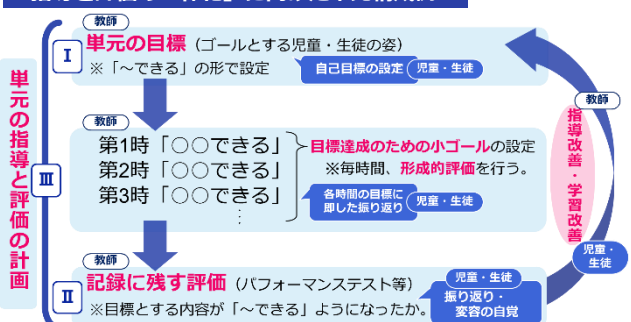 教師
Ⅰ
単元の目標（ゴールとする児童・生徒の姿）
※「～できる」の形で設定
自己目標の設定
児童・生徒
単元の指導と評価の計画
Ⅲ
教師
第1時「○○できる」
第2時「○○できる」
第3時「○○できる」
⋮
目標達成のための小ゴールの設定
※毎時間、形成的評価を行う。
各時間の目標に
即した振り返り
児童・生徒
教師
指導改善・学習改善
児童・
生徒
教師
Ⅱ
記録に残す評価（パフォーマンステスト等）
※目標とする内容が「～できる」ようになったか。
児童・生徒
振り返り・
変容の自覚